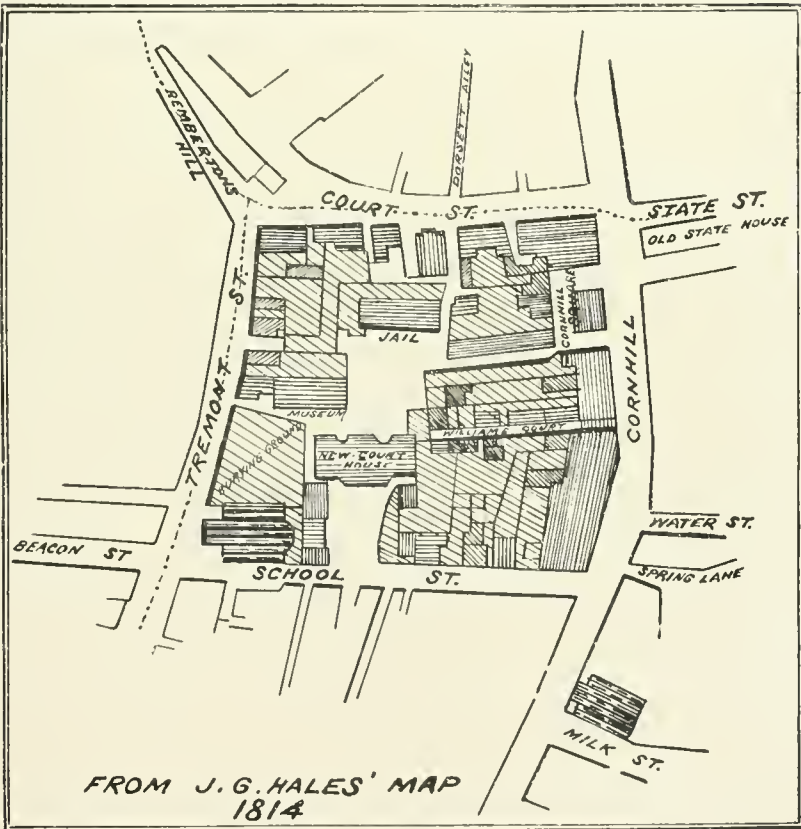 REMBERTONS
HILL
DORSETT ALLEY
COURT ST.
STATE ST.
OLD STATE HOUSE
TREMONT ST.
JAIL
CORNHILL
SQUARE
CORNHILL
MUSEUM
WILLIAMS COURT
BURYING GROUND
NEW COURT
HOUSE
WATER ST.
BEACON ST
SCHOOL ST.
SPRING LANE
MILK ST.
FROM J. G. HALES' MAP
1814